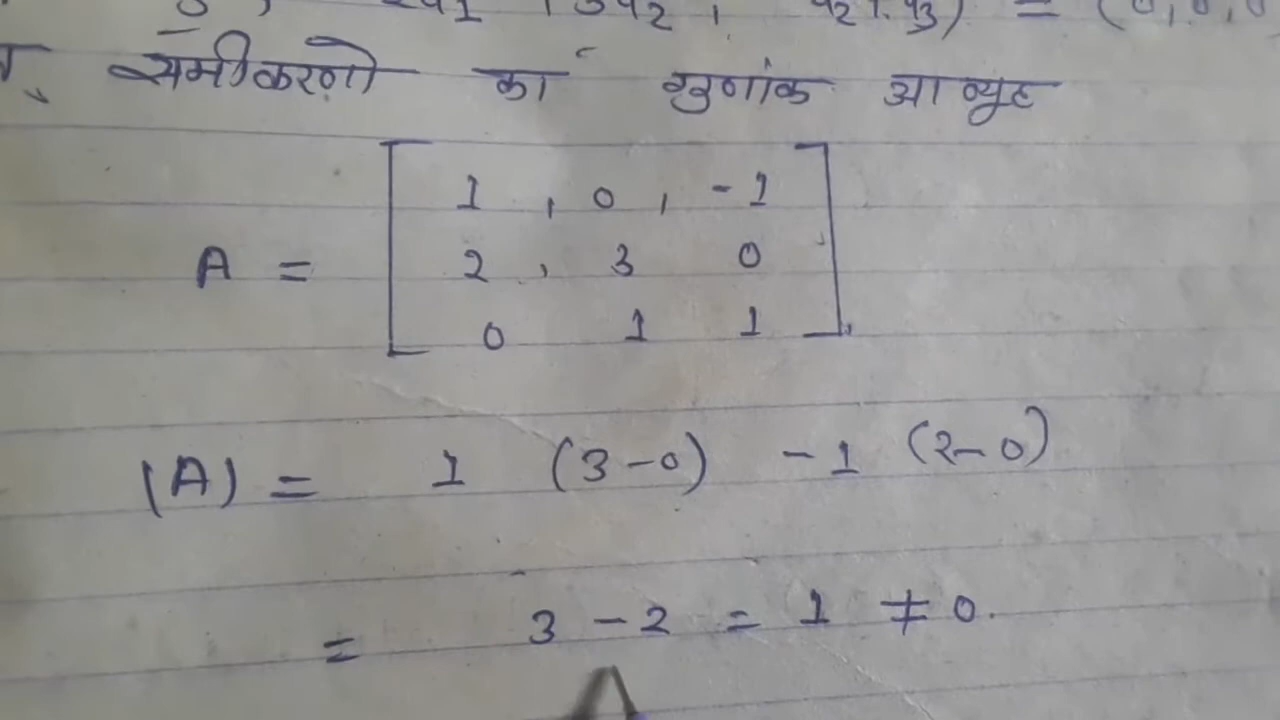 समीकरणो का गुणांक आव्यूह
1 , 0 , -1
A = 2 , 3 0
0 1 1
|A| = 1 (3-0) -1 (2-0)
= 3 - 2 = 1 ≠ 0.